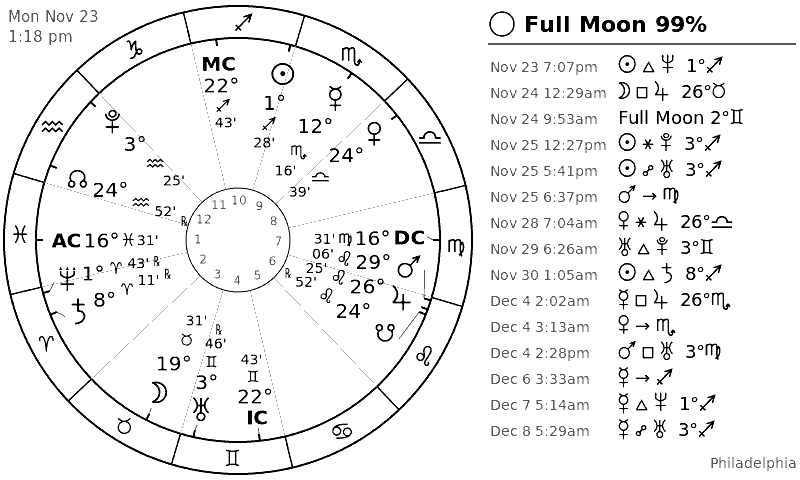 Mon Nov 23
1:18 pm
♐
♑
♏
♒
♎
♓
♍
♈
♌
♉
♋
♊
MC
22°
♐
43'
☉
1°
♐
28'
☿
12°
♏
16'
♀
24°
♎
39'
♇
3°
♒
25'
☊ 24° ♒ 52' ℞
AC 16° ♓ 31'
♆ 1° ♈ 43' ℞
♄ 8° ♈ 11' ℞
31' ♍ 16° DC
06' ♌ 29° ♂
25' ♌ 26° ♃
℞ 52' ♌ 24° ☋
31'
♉
19°
☽
℞
46'
♊
3°
♅
43'
♊
22°
IC
1
2
3
4
5
6
7
8
9
10
11
12
Full Moon 99%
Nov 23 7:07pm ☉ △ ♆ 1°♐
Nov 24 12:29am ☽ □ ♃ 26°♉
Nov 24 9:53am Full Moon 2°♊
Nov 25 12:27pm ☉ ⚹ ♇ 3°♐
Nov 25 5:41pm ☉ ☍ ♅ 3°♐
Nov 25 6:37pm ♂ → ♍
Nov 28 7:04am ♀ ⚹ ♃ 26°♎
Nov 29 6:26am ♅ △ ♇ 3°♊
Nov 30 1:05am ☉ △ ♄ 8°♐
Dec 4 2:02am ☿ □ ♃ 26°♏
Dec 4 3:13am ♀ → ♏
Dec 4 2:28pm ♂ □ ♅ 3°♍
Dec 6 3:33am ☿ → ♐
Dec 7 5:14am ☿ △ ♆ 1°♐
Dec 8 5:29am ☿ ☍ ♅ 3°♐
Philadelphia